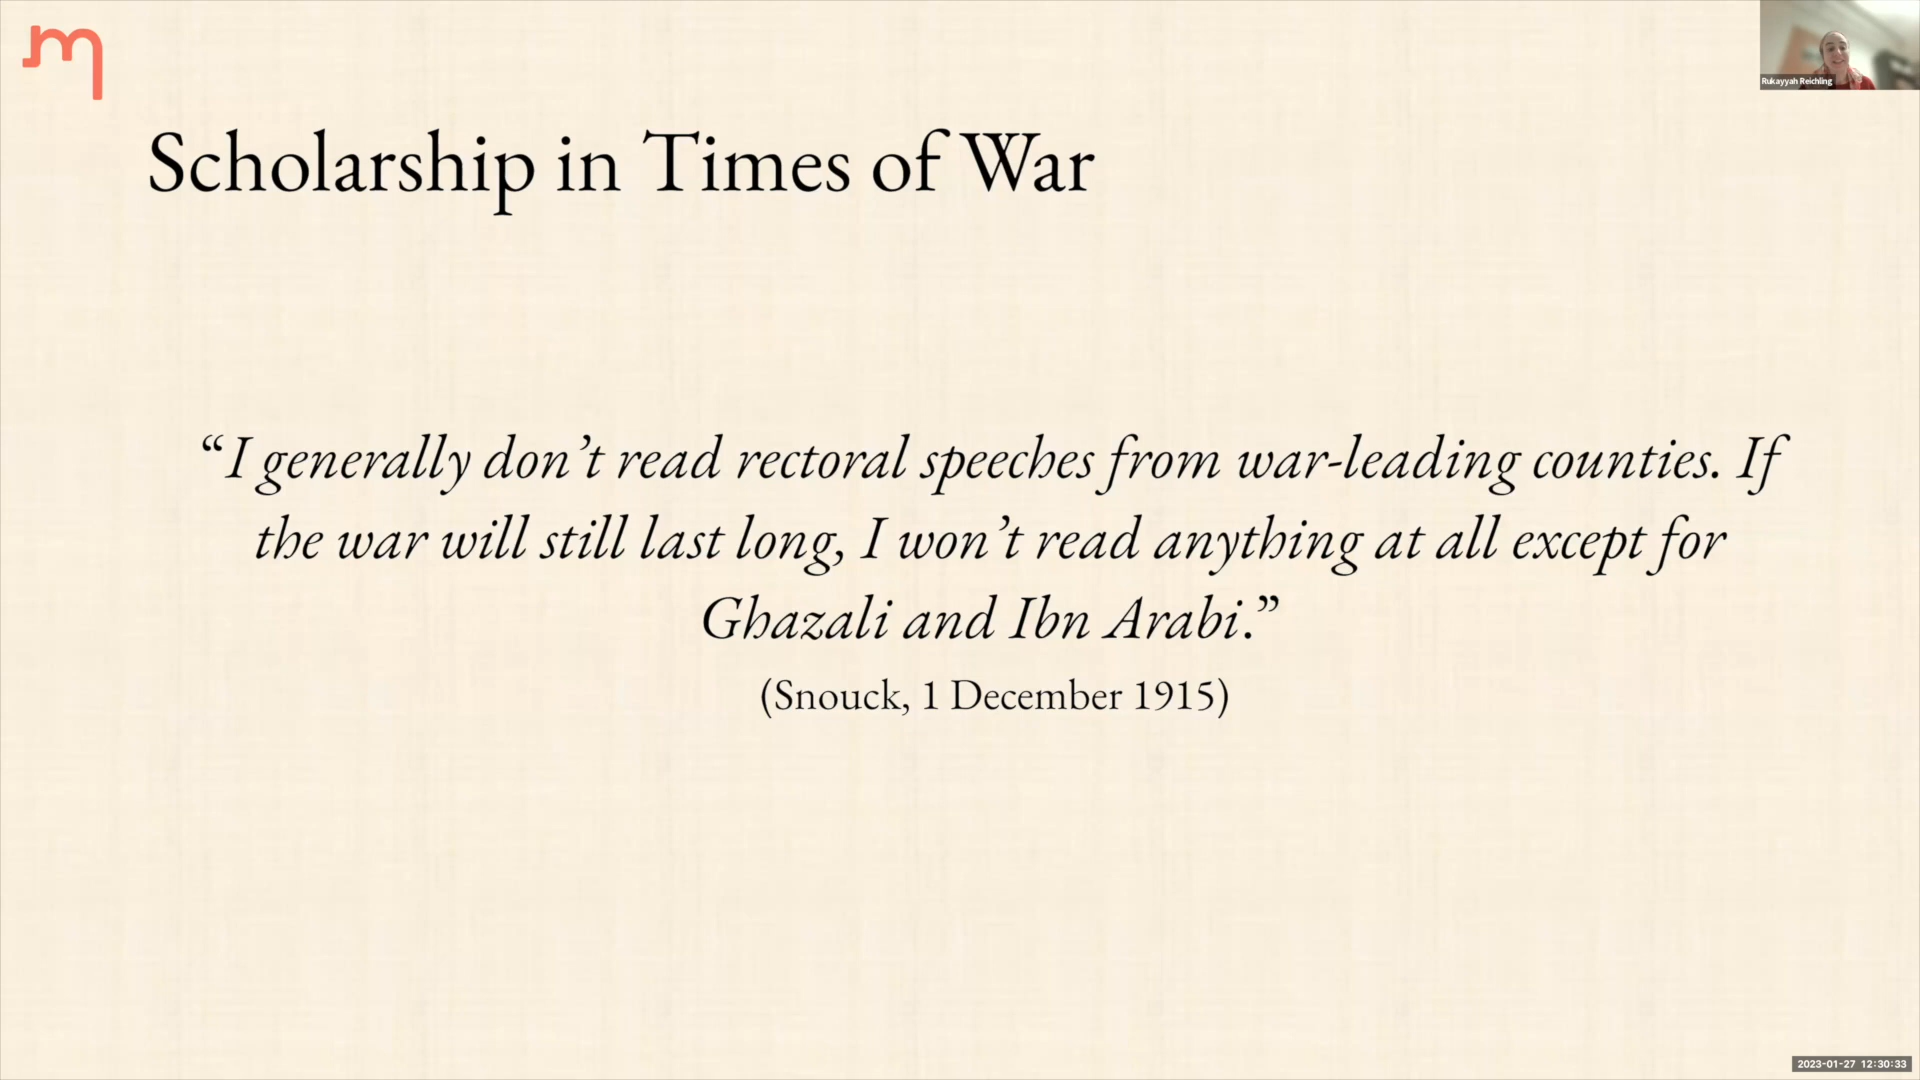 Rukayyah Reichling
Scholarship in Times of War
“I generally don’t read rectoral speeches from war-leading counties. If
the war will still last long, I won’t read anything at all except for
Ghazali and Ibn Arabi.”
(Snouck, 1 December 1915)
2023-01-27 12:30:33